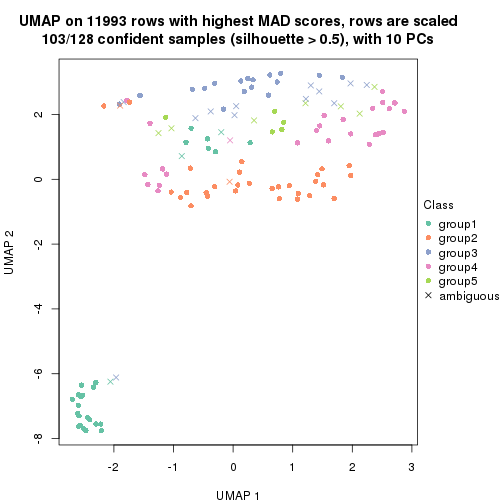 UMAP on 11993 rows with highest MAD scores, rows are scaled
103/128 confident samples (silhouette > 0.5), with 10 PCs
2
0
-2
-4
-6
-8
UMAP 2
-2
-1
0
1
2
3
UMAP 1
Class
group1
group2
group3
group4
group5
ambiguous